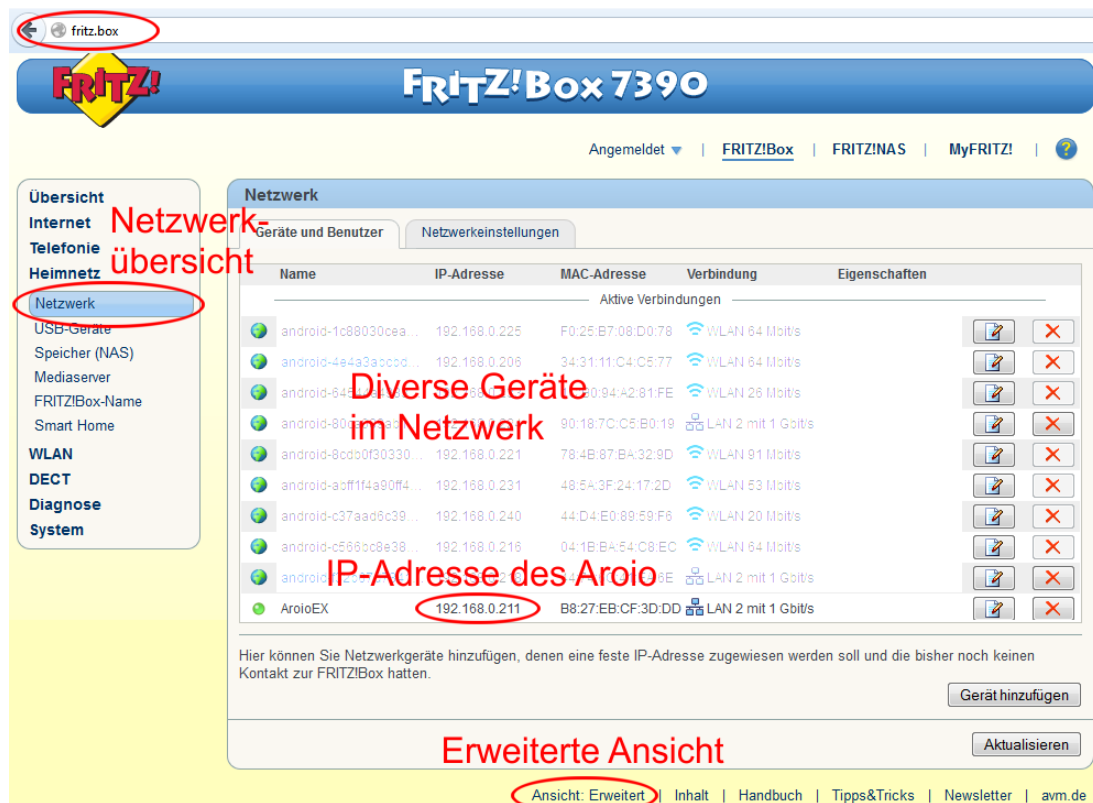 fritz.box
FRITZ!
FRITZ!Box 7390
Angemeldet | FRITZ!Box | FRITZ!NAS | MyFRITZ! | ?
Übersicht
Internet
Telefonie
Heimnetz
Netzwerk
USB-Geräte
Speicher (NAS)
Mediaserver
FRITZ!Box-Name
Smart Home
WLAN
DECT
Diagnose
System
Netzwerk-
übersicht
Netzwerk
Geräte und Benutzer Netzwerkeinstellungen
Name IP-Adresse MAC-Adresse Verbindung Eigenschaften
Aktive Verbindungen
android-1c88030cea... 192.168.0.225 F0:25:B7:08:D0:78 WLAN 64 Mbit/s
192.168.0.206 34:31:11:C4:C5:77 WLAN 64 Mbit/s
WLAN 26 Mbit/s
90:18:7C:C5:B0:19 LAN 2 mit 1 Gbit/s
android-8cdb0f30330... 192.168.0.221 78:4B:87:BA:32:9D WLAN 91 Mbit/s
android-abff1f4a90ff4... 192.168.0.231 48:5A:3F:24:17:2D WLAN 53 Mbit/s
android-c37aad6c39... 192.168.0.240 44:D4:E0:89:59:F6 WLAN 20 Mbit/s
android-c566bc8e38... 192.168.0.216 04:1B:BA:54:C8:EC WLAN 64 Mbit/s
LAN 2 mit 1 Gbit/s
AroioEX 192.168.0.211 B8:27:EB:CF:3D:DD LAN 2 mit 1 Gbit/s
Diverse Geräte
im Netzwerk
IP-Adresse des Aroio
Hier können Sie Netzwerkgeräte hinzufügen, denen eine feste IP-Adresse zugewiesen werden soll und die bisher noch keinen
Kontakt zur FRITZ!Box hatten.
Gerät hinzufügen
Aktualisieren
Erweiterte Ansicht
Ansicht: Erweitert | Inhalt | Handbuch | Tipps&Tricks | Newsletter | avm.de